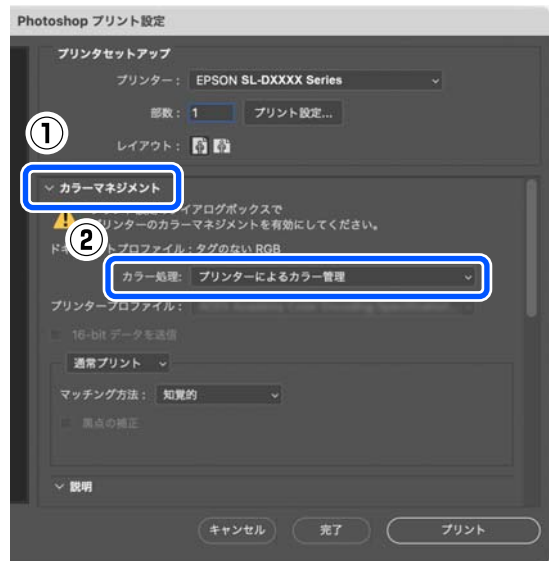 Photoshop プリント設定
プリンタセットアップ
プリンター： EPSON SL-DXXXX Series
部数： 1 プリント設定...
レイアウト：
①
カラーマネジメント
イアログボックスで
リンターのカラーマネジメントを有効にしてください。
②
トプロファイル：タグのない RGB
カラー処理: プリンターによるカラー管理
プリンタープロファイル：
16-bit データを送信
通常プリント
マッチング方法： 知覚的
黒点の補正
説明
キャンセル 完了 プリント